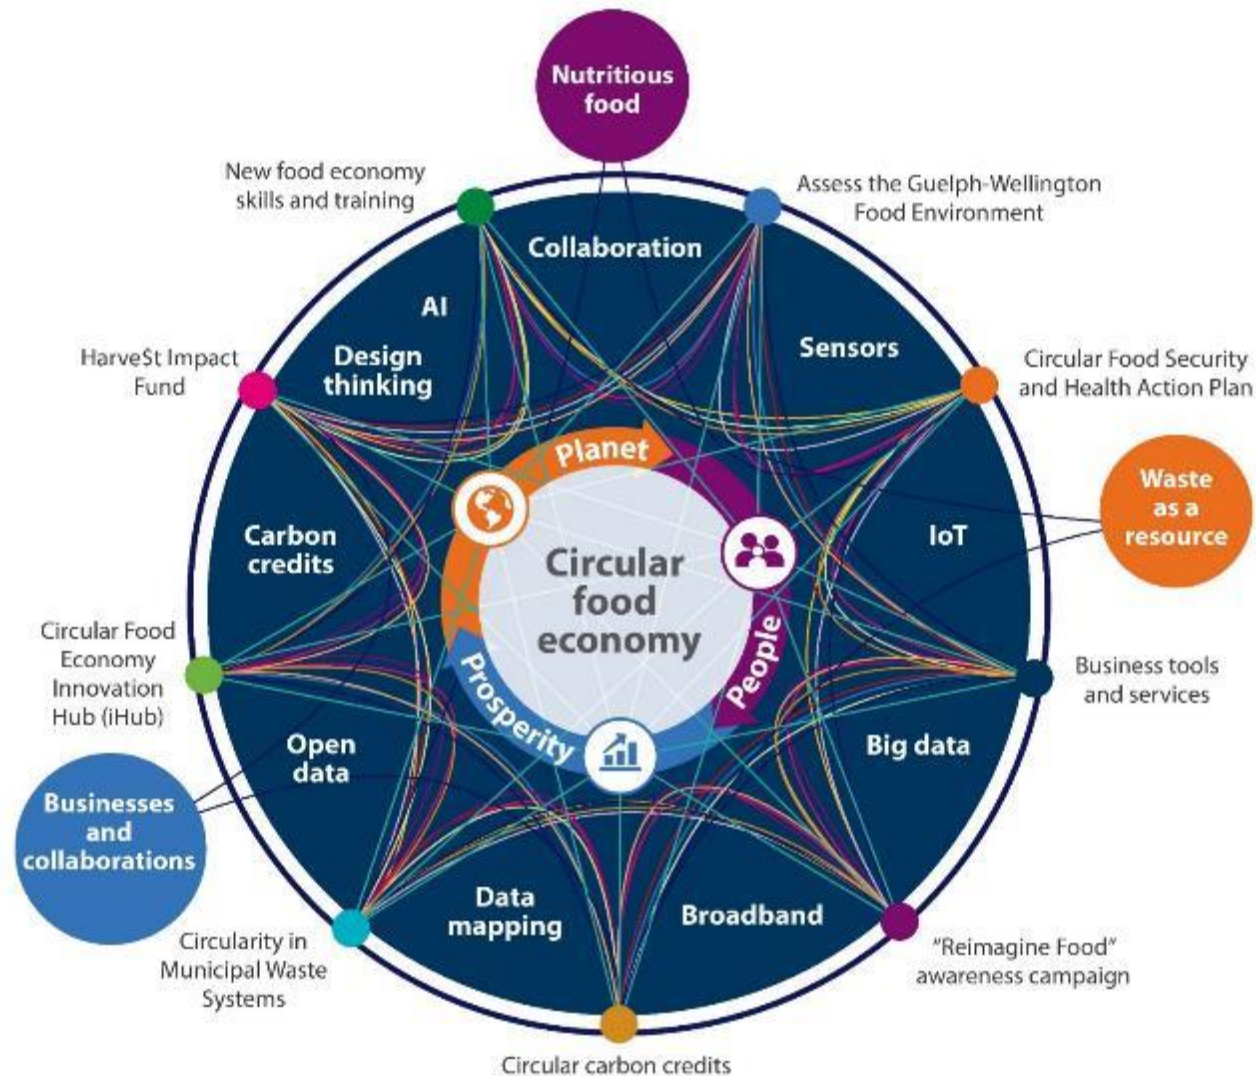 Nutritious
food
New food economy
skills and training
Assess the Guelph-Wellington
Food Environment
Collaboration
AI
Design
thinking
Sensors
Harve$t Impact
Fund
Circular Food Security
and Health Action Plan
Planet
Waste
as a
resource
Carbon
credits
IoT
Circular
food
economy
People
Prosperity
Circular Food
Economy
Innovation
Hub (iHub)
Business tools
and services
Open
data
Big data
Businesses
and
collaborations
Data
mapping
Broadband
Circularity in
Municipal Waste
Systems
"Reimagine Food"
awareness campaign
Circular carbon credits